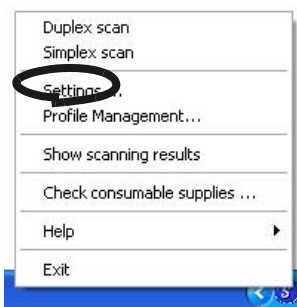 Duplex scan
Simplex scan
Settings...
Profile Management...
Show scanning results
Check consumable supplies ...
Help
Exit
S